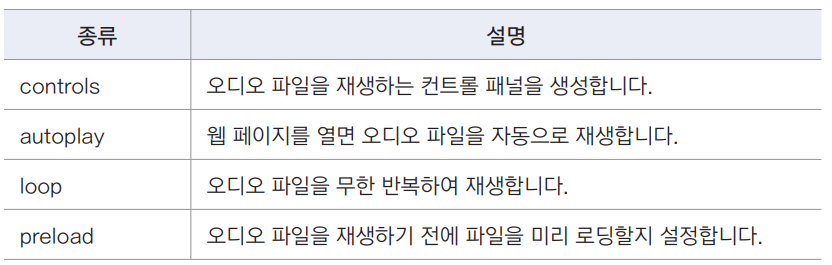 종류 설명
controls 오디오 파일을 재생하는 컨트롤 패널을 생성합니다.
autoplay 웹 페이지를 열면 오디오 파일을 자동으로 재생합니다.
loop 오디오 파일을 무한 반복하여 재생합니다.
preload 오디오 파일을 재생하기 전에 파일을 미리 로딩할지 설정합니다.